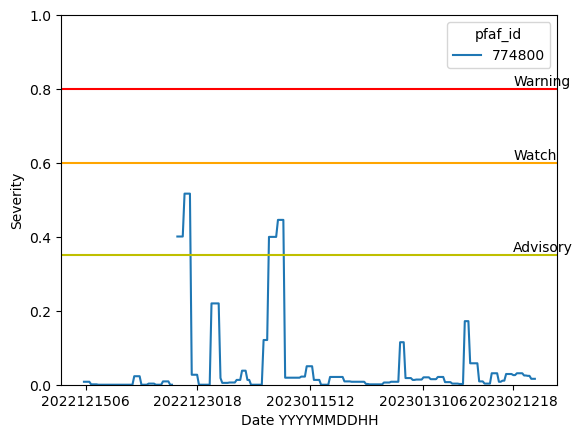 pfaf_id
774800
1.0
0.8
0.6
0.4
0.2
0.0
Severity
Warning
Watch
Advisory
2022121506
2022123018
2023011512
2023013106
2023021218
Date YYYYMMDDHH